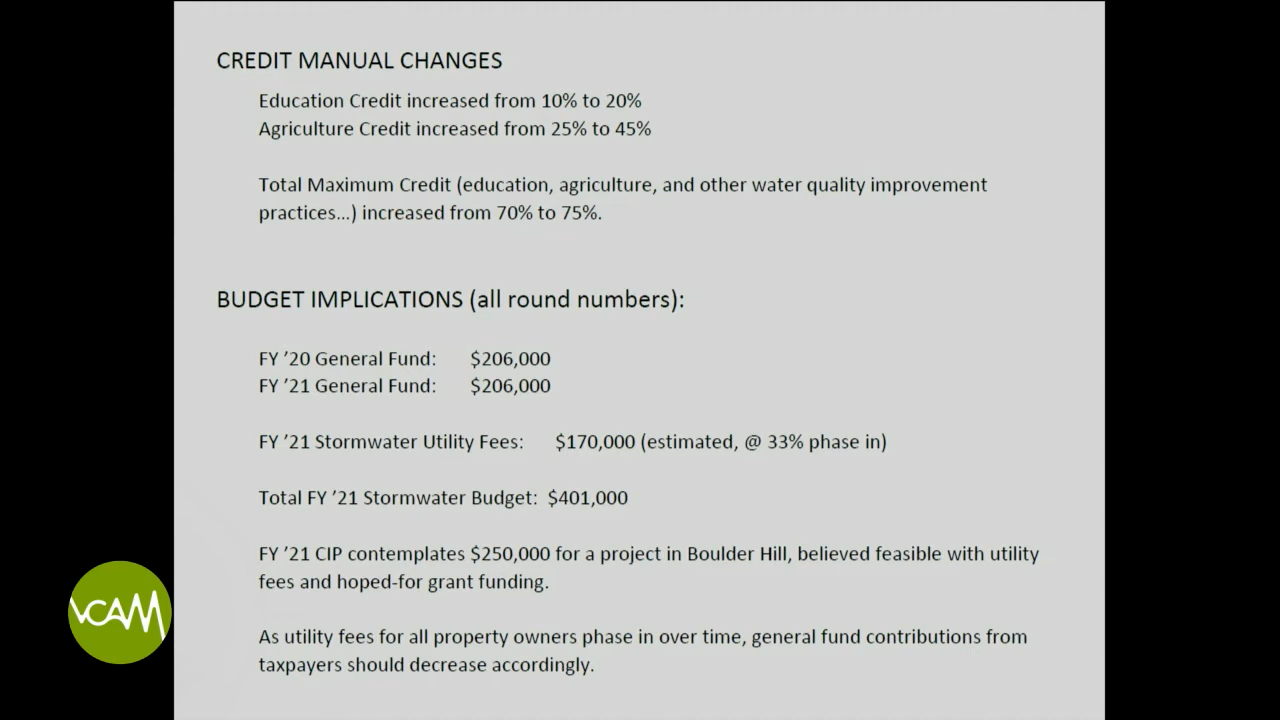 CREDIT MANUAL CHANGES
Education Credit increased from 10% to 20%
Agriculture Credit increased from 25% to 45%
Total Maximum Credit (education, agriculture, and other water quality improvement
practices...) increased from 70% to 75%.
BUDGET IMPLICATIONS (all round numbers):
FY ’20 General Fund: $206,000
FY ’21 General Fund: $206,000
FY ’21 Stormwater Utility Fees: $170,000 (estimated, @ 33% phase in)
Total FY ’21 Stormwater Budget: $401,000
FY ’21 CIP contemplates $250,000 for a project in Boulder Hill, believed feasible with utility
fees and hoped-for grant funding.
As utility fees for all property owners phase in over time, general fund contributions from
taxpayers should decrease accordingly.
VCAM